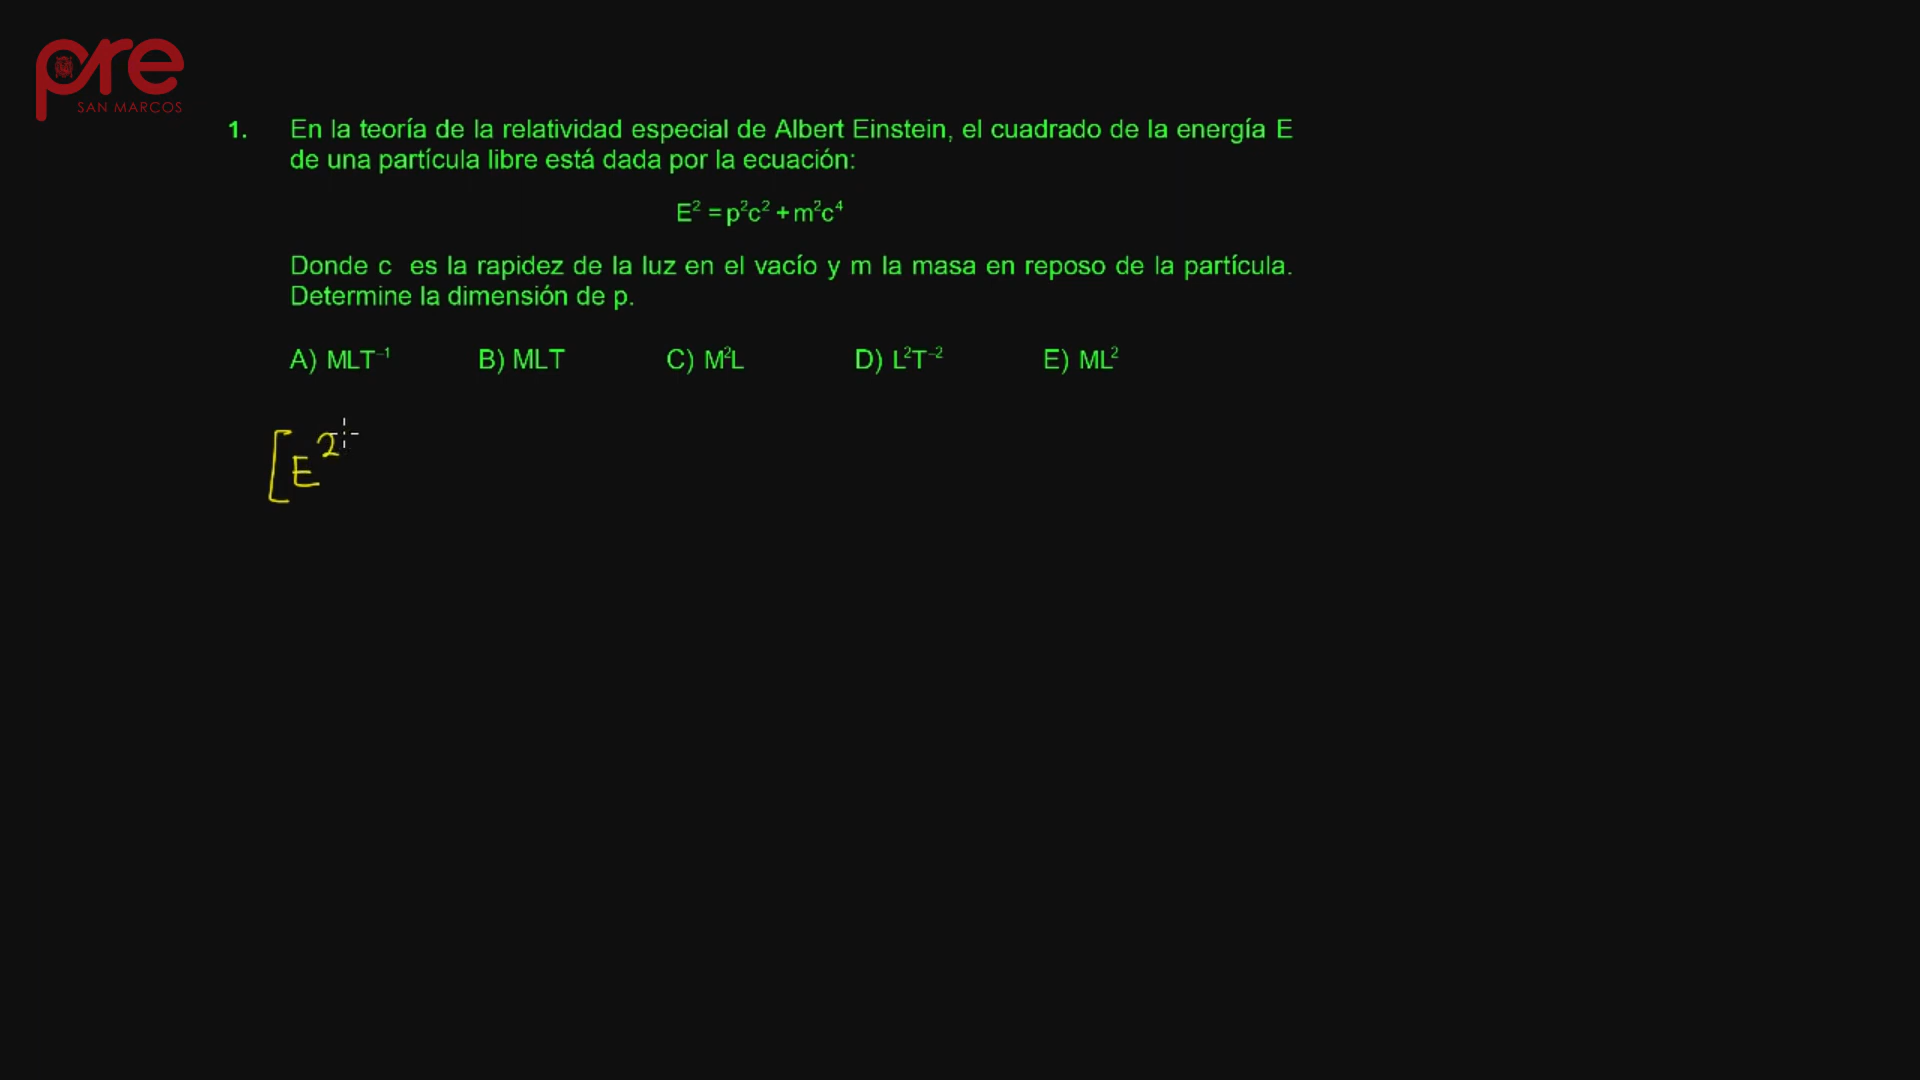 pre
SAN MARCOS
1. En la teoría de la relatividad especial de Albert Einstein, el cuadrado de la energía E
de una partícula libre está dada por la ecuación:
E² = p²c² + m²c⁴
Donde c es la rapidez de la luz en el vacío y m la masa en reposo de la partícula.
Determine la dimensión de p.
A) MLT⁻¹ B) MLT C) M²L D) L²T⁻² E) ML²
[E²